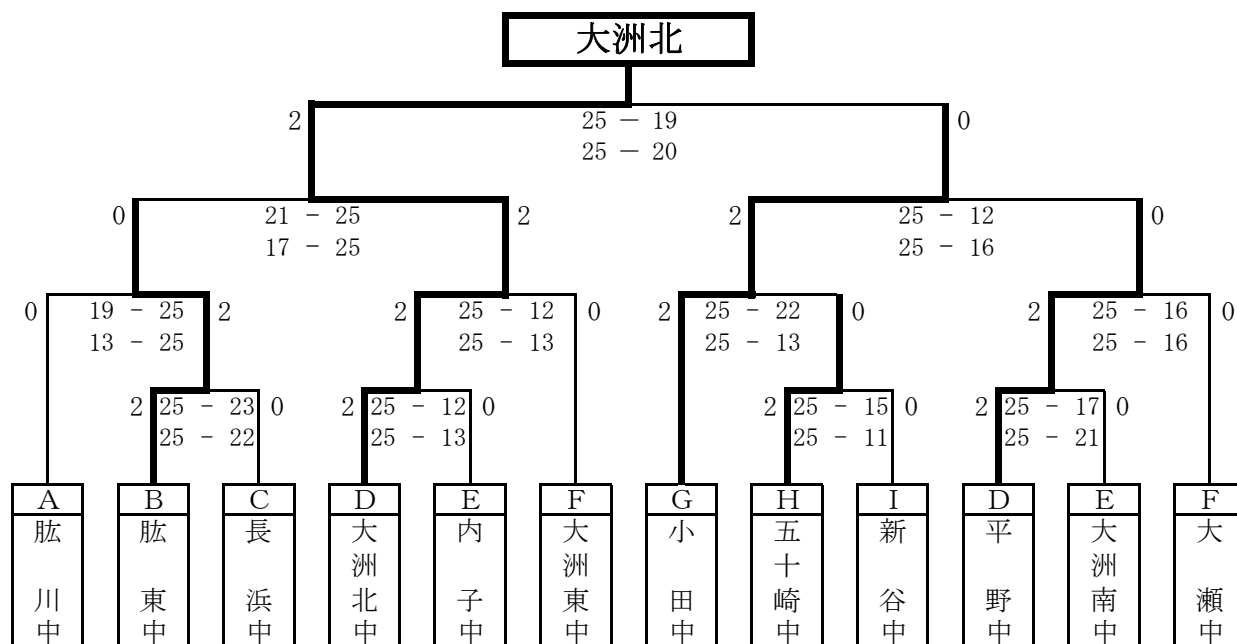 大洲北
2 25 － 19 0
25 － 20
0 21 - 25 2 2 25 - 12 0
17 - 25 25 - 16
0 19 - 25 2 2 25 - 12 0 2 25 - 22 0 2 25 - 16 0
13 - 25 25 - 13 25 - 13 25 - 16
2 25 - 23 0 2 25 - 12 0 2 25 - 15 0 2 25 - 17 0
25 - 22 25 - 13 25 - 11 25 - 21
A B C D E F G H I D E F
肱川中
肱東中
長浜中
大洲北中
内子中
大洲東中
小田中
五十崎中
新谷中
平野中
大洲南中
大瀬中